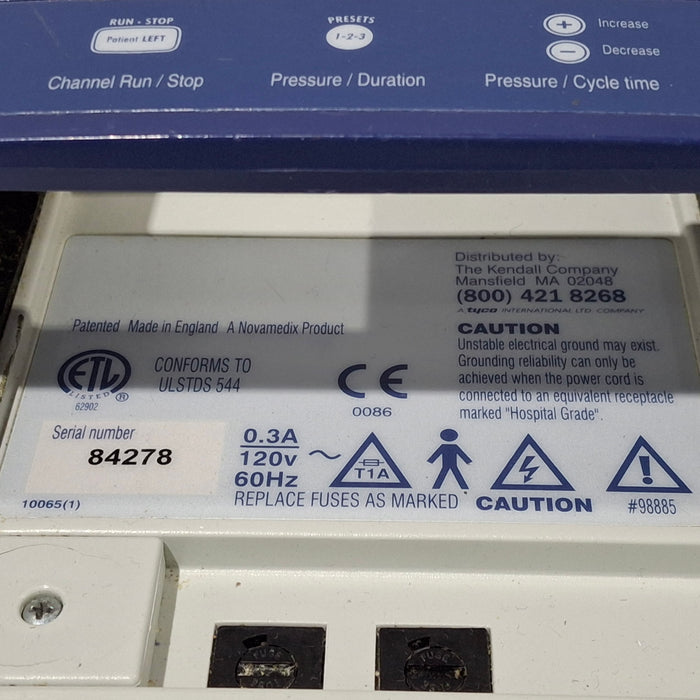 RUN - STOP
Patient LEFT
Channel Run / Stop
PRESETS
1-2-3
Pressure / Duration
+ Increase
− Decrease
Pressure / Cycle time
Distributed by:
The Kendall Company
Mansfield MA 02048
(800) 421 8268
A tyco INTERNATIONAL LTD COMPANY
Patented Made in England A Novamedix Product
CAUTION
Unstable electrical ground may exist.
Grounding reliability can only be
achieved when the power cord is
connected to an equivalent receptacle
marked "Hospital Grade".
ETL
LISTED
®
62902
CONFORMS TO
ULSTDS 544
CE
0086
Serial number
84278
0.3A
120v ~
60Hz
T1A
REPLACE FUSES AS MARKED
CAUTION
!
#98885
10065(1)
FUSE
FUSE